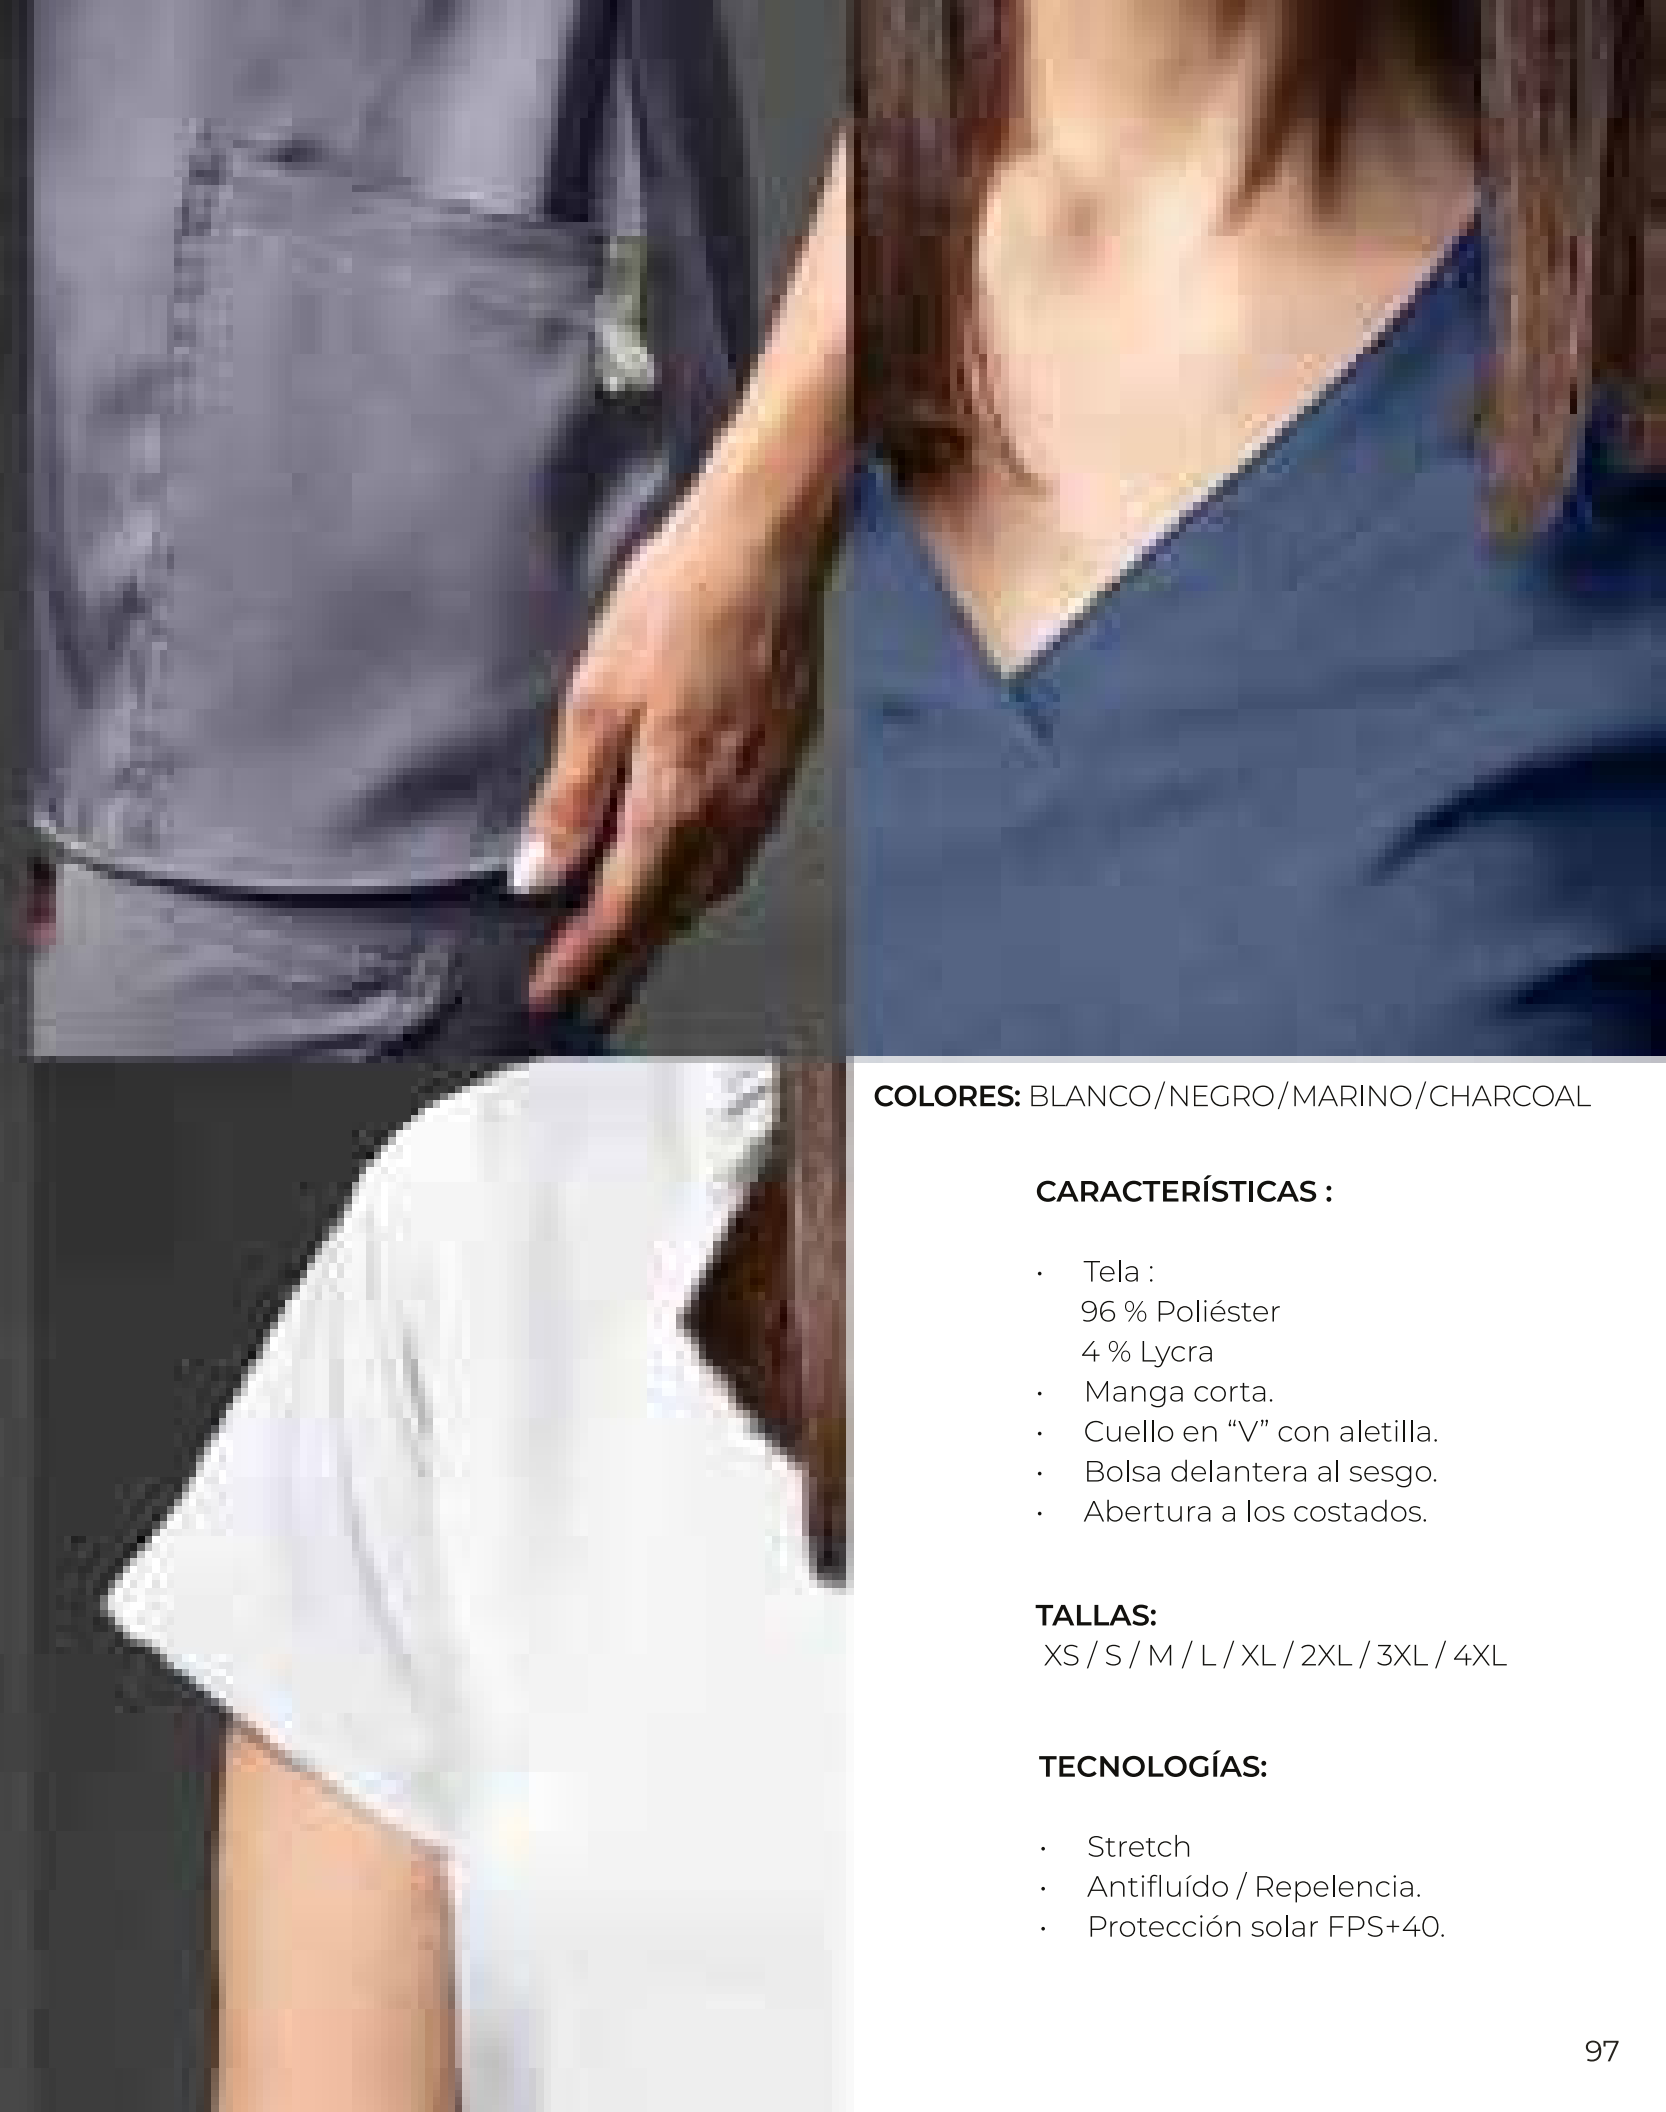 COLORES: BLANCO/NEGRO/MARINO/CHARCOAL
CARACTERÍSTICAS :
• Tela :
96 % Poliéster
4 % Lycra
• Manga corta.
• Cuello en “V” con aletilla.
• Bolsa delantera al sesgo.
• Abertura a los costados.
TALLAS:
XS / S / M / L / XL / 2XL / 3XL / 4XL
TECNOLOGÍAS:
• Stretch
• Antifluído / Repelencia.
• Protección solar FPS+40.
97